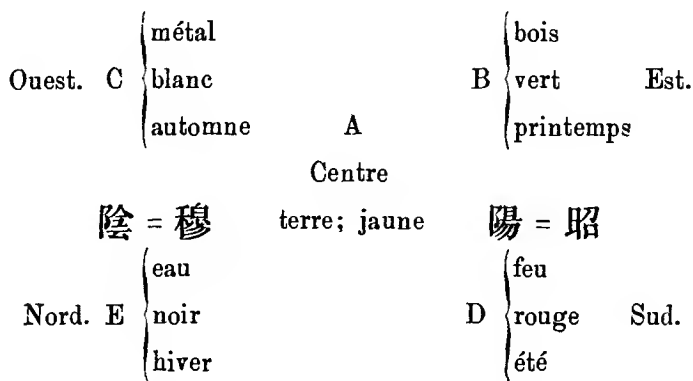 métal bois
Ouest. C blanc B vert Est.
automne A printemps
Centre
陰 = 穆 terre; jaune 陽 = 昭
eau feu
Nord. E noir D rouge Sud.
hiver été